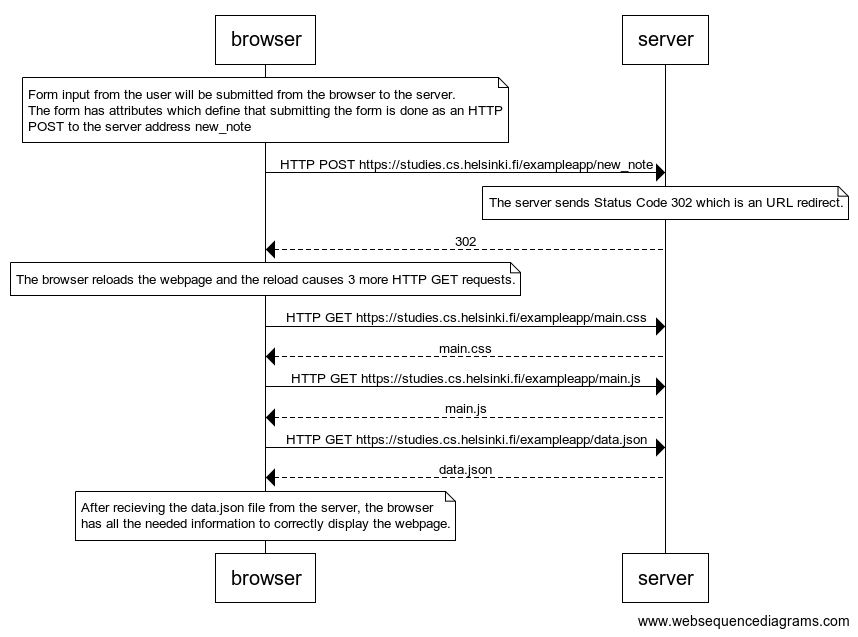 browser
server
Form input from the user will be submitted from the browser to the server.
The form has attributes which define that submitting the form is done as an HTTP
POST to the server address new_note
HTTP POST https://studies.cs.helsinki.fi/exampleapp/new_note
The server sends Status Code 302 which is an URL redirect.
302
The browser reloads the webpage and the reload causes 3 more HTTP GET requests.
HTTP GET https://studies.cs.helsinki.fi/exampleapp/main.css
main.css
HTTP GET https://studies.cs.helsinki.fi/exampleapp/main.js
main.js
HTTP GET https://studies.cs.helsinki.fi/exampleapp/data.json
data.json
After recieving the data.json file from the server, the browser
has all the needed information to correctly display the webpage.
browser
server
www.websequencediagrams.com